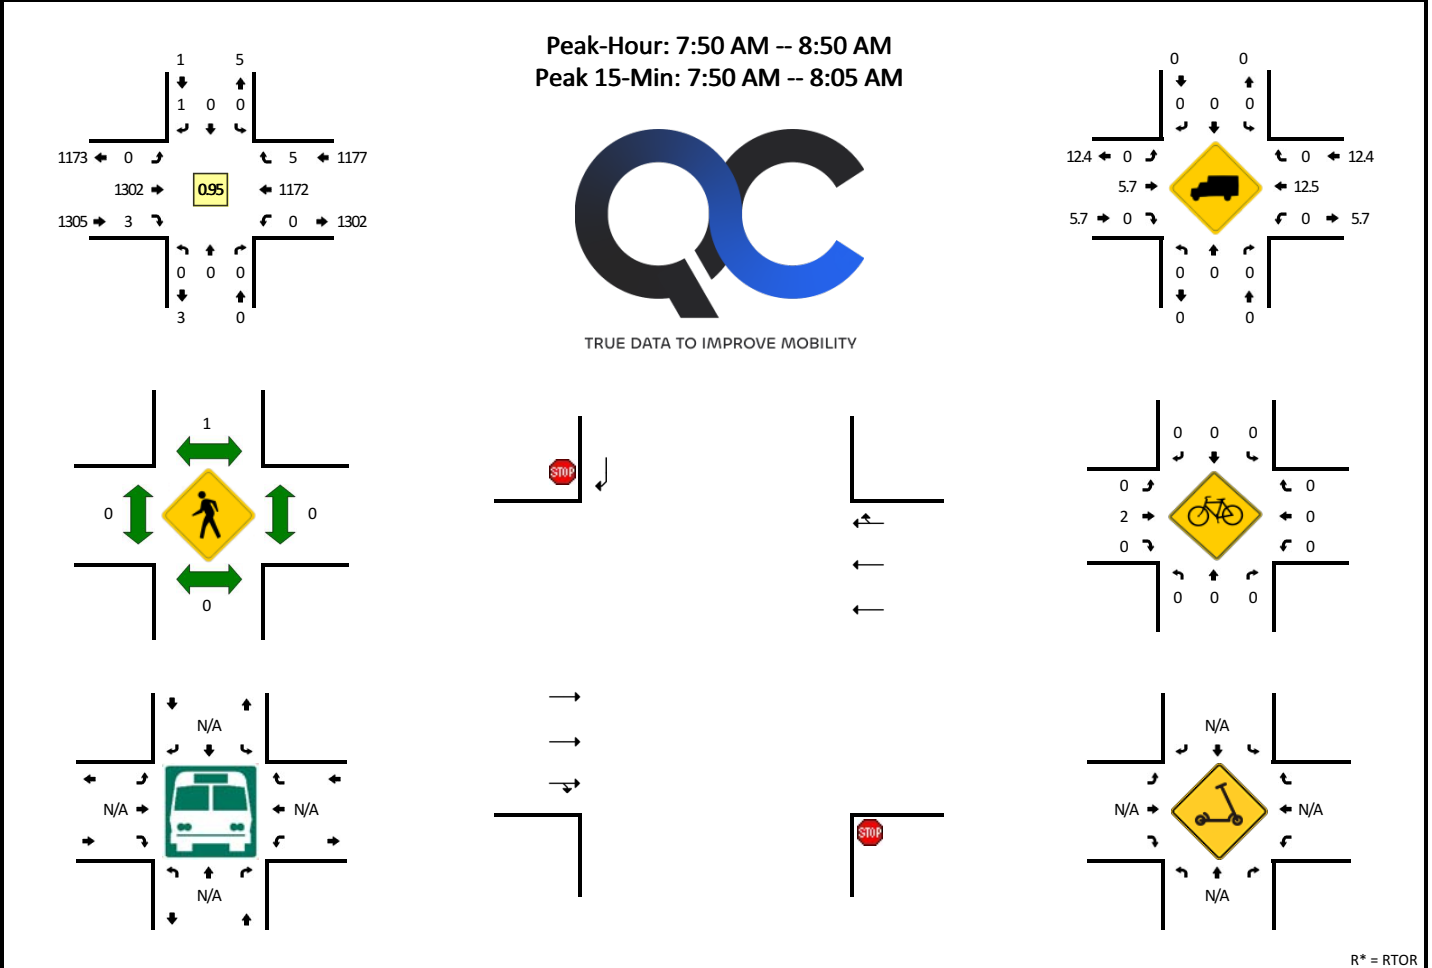 Peak-Hour: 7:50 AM -- 8:50 AM
Peak 15-Min: 7:50 AM -- 8:05 AM
1 5
1 0 0
1173 0 5 1177
1302 0.95 1172
1305 3 0 1302
0 0 0
3 0
QC
TRUE DATA TO IMPROVE MOBILITY
0 0
0 0 0
12.4 0 0 12.4
5.7 12.5
5.7 0 0 5.7
0 0 0
0 0
1
0 0
0
STOP
STOP
0 0 0
0 0
2 0
0 0
0 0 0
N/A
N/A N/A
N/A
N/A
N/A N/A
N/A
R* = RTOR